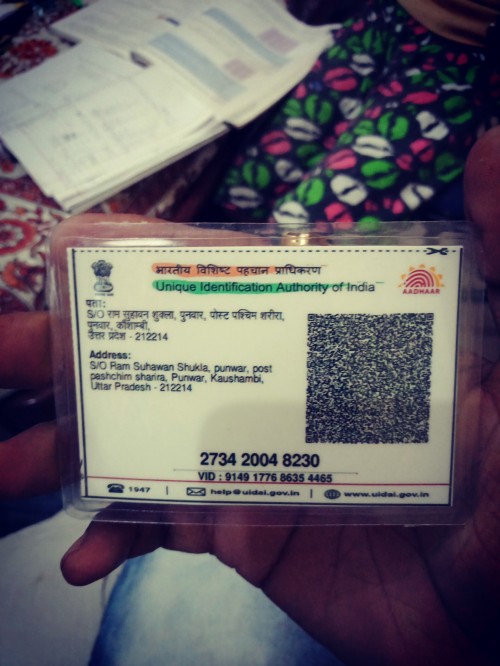 भारतीय विशिष्ट पहचान प्राधिकरण
Unique Identification Authority of India
AADHAAR
पता:
S/O राम सुहावन शुक्ला, पुनवार, पोस्ट पश्चिम शरीरा,
पुनवार, कौशाम्बी,
उत्तर प्रदेश - 212214
Address:
S/O Ram Suhawan Shukla, punwar, post
pashchim sharira, Punwar, Kaushambi,
Uttar Pradesh - 212214
2734 2004 8230
VID : 9149 1776 8635 4465
1947 | help@uidai.gov.in | www.uidai.gov.in